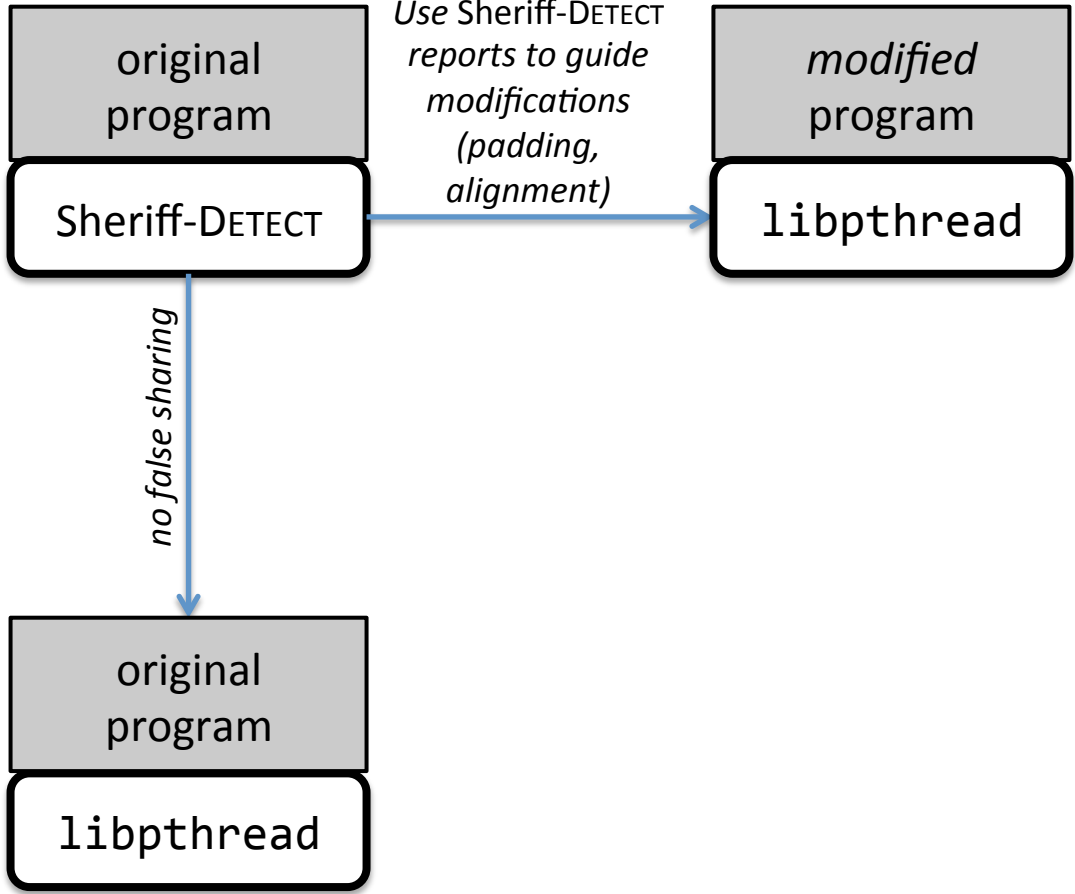 original
program
Sheriff-DETECT
Use Sheriff-DETECT
reports to guide
modifications
(padding,
alignment)
modified
program
libpthread
no false sharing
original
program
libpthread